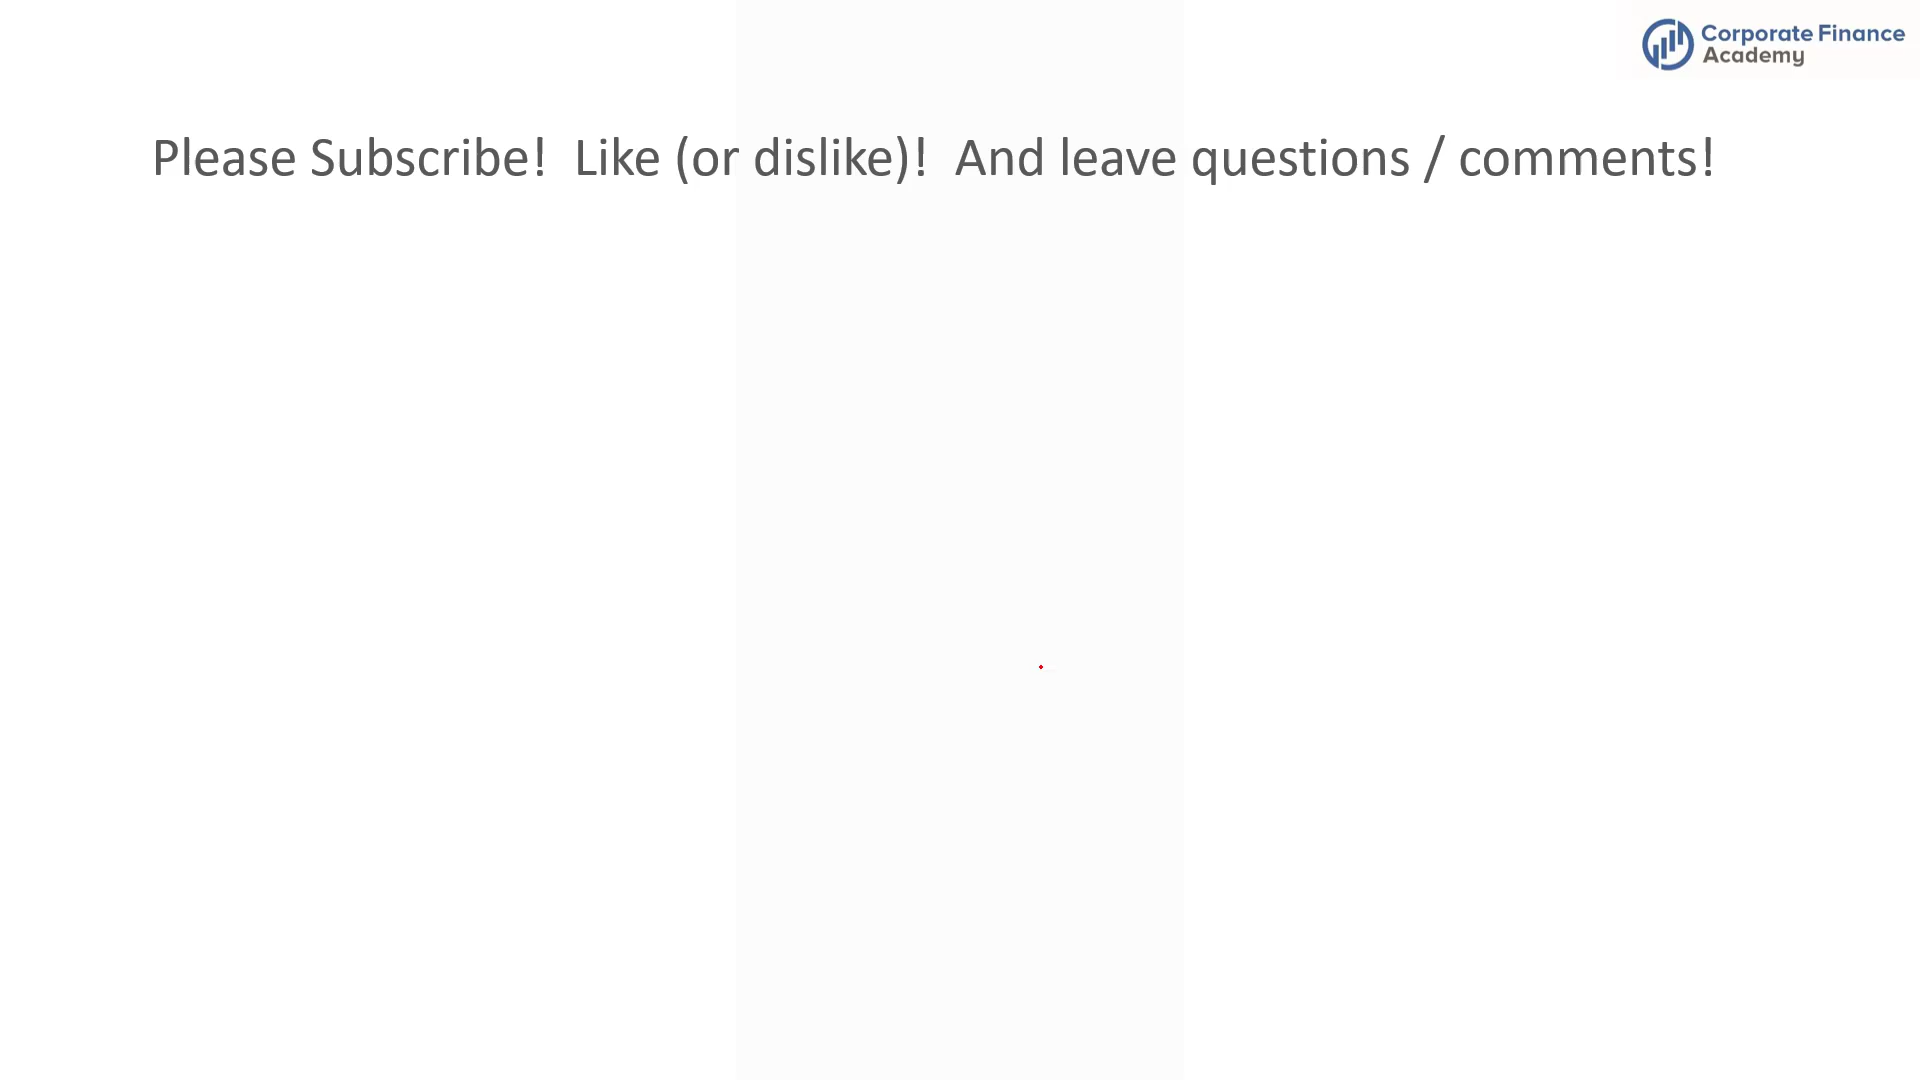 Corporate Finance
Academy
Please Subscribe!  Like (or dislike)!  And leave questions / comments!